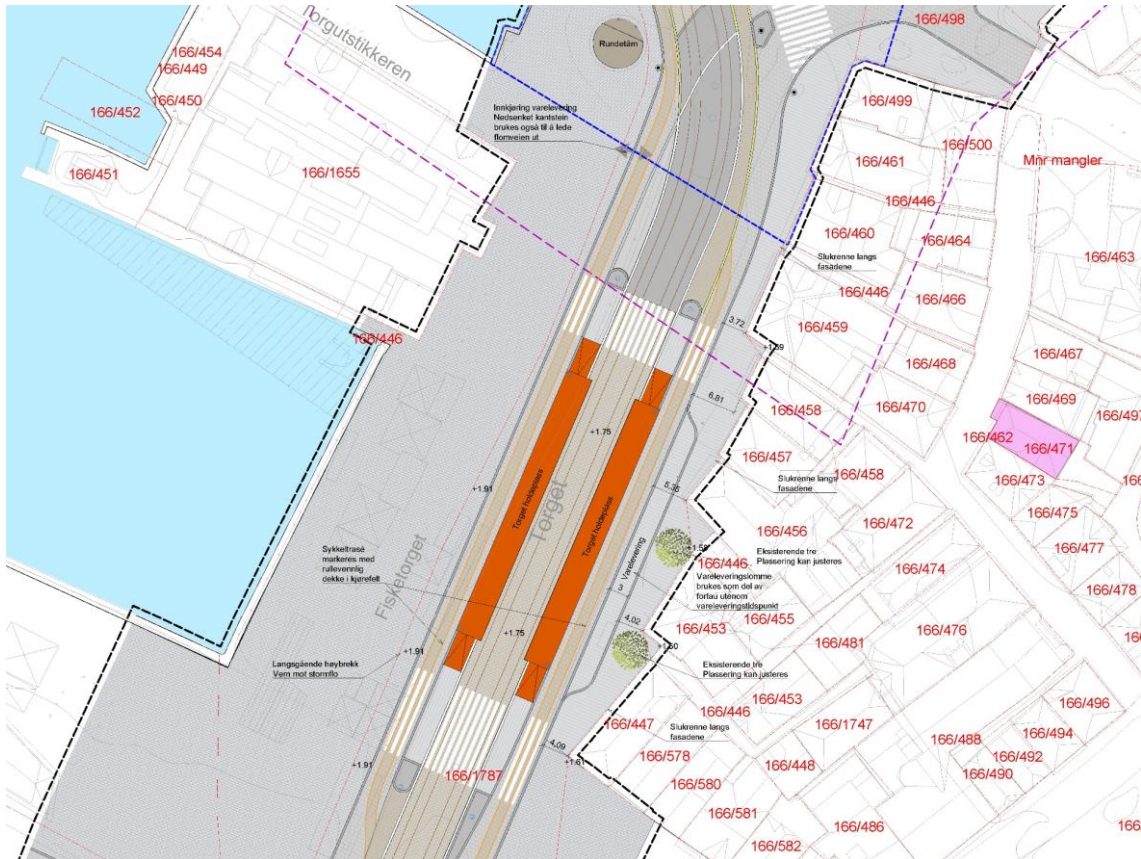 Torgutstikkeren
166/454
166/449
166/452
166/450
166/451
166/1655
Rundetårn
Innkjøring varelevering
Nedsenket kantstein
brukes også til å lede
flomveien ut
166/498
166/499
166/461
166/500
Mnr mangler
166/446
166/460
166/464
166/463
Slukrenne langs
fasadene
166/446
166/466
166/459
3.72
166/446
166/468
166/467
166/458
6.81
166/470
166/469
166/462
166/471
166/457
+1.75
166/458
166/473
Slukrenne langs
fasadene
+1.91
5.35
Torget holdeplass
Torget
Torget holdeplass
166/475
166/456
166/472
166/477
Sykkeltrasé
markeres med
rullevennlig
dekke i kjørefelt
Fisketorget
Varelevering
166/446
Eksisterende tre
Plassering kan justeres
166/474
Vareleveringslomme
brukes som del av
fortau utenom
vareleveringstidspunkt
3
166/478
166/455
4.02
166/453
166/481
166/476
+1.75
+1.91
+1.60
Langsgående høybrekk
Vern mot stormflo
Eksisterende tre
Plassering kan justeres
166/453
166/496
166/446
166/447
166/1747
Slukrenne langs
fasadene
166/494
166/488
166/492
4.09
166/578
166/448
166/490
+1.91
+1.61
166/1787
166/580
166/581
166/486
166/582